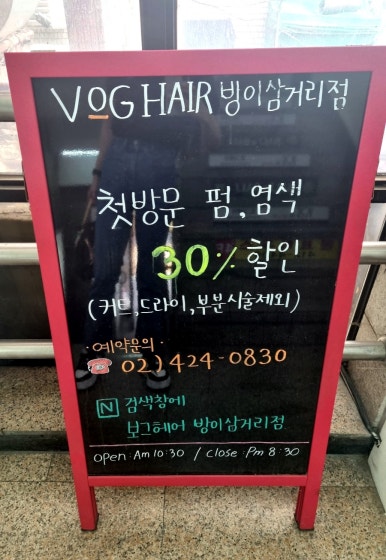 VOG HAIR 빙이삼거리점
첫방문 펌, 염색
30% 할인
(커트,드라이,부분시술제외)
·예약문의·
☎ 02)424-0830
N 검색창에
보그헤어 방이삼거리점
open:Am 10:30 / close:Pm 8:30